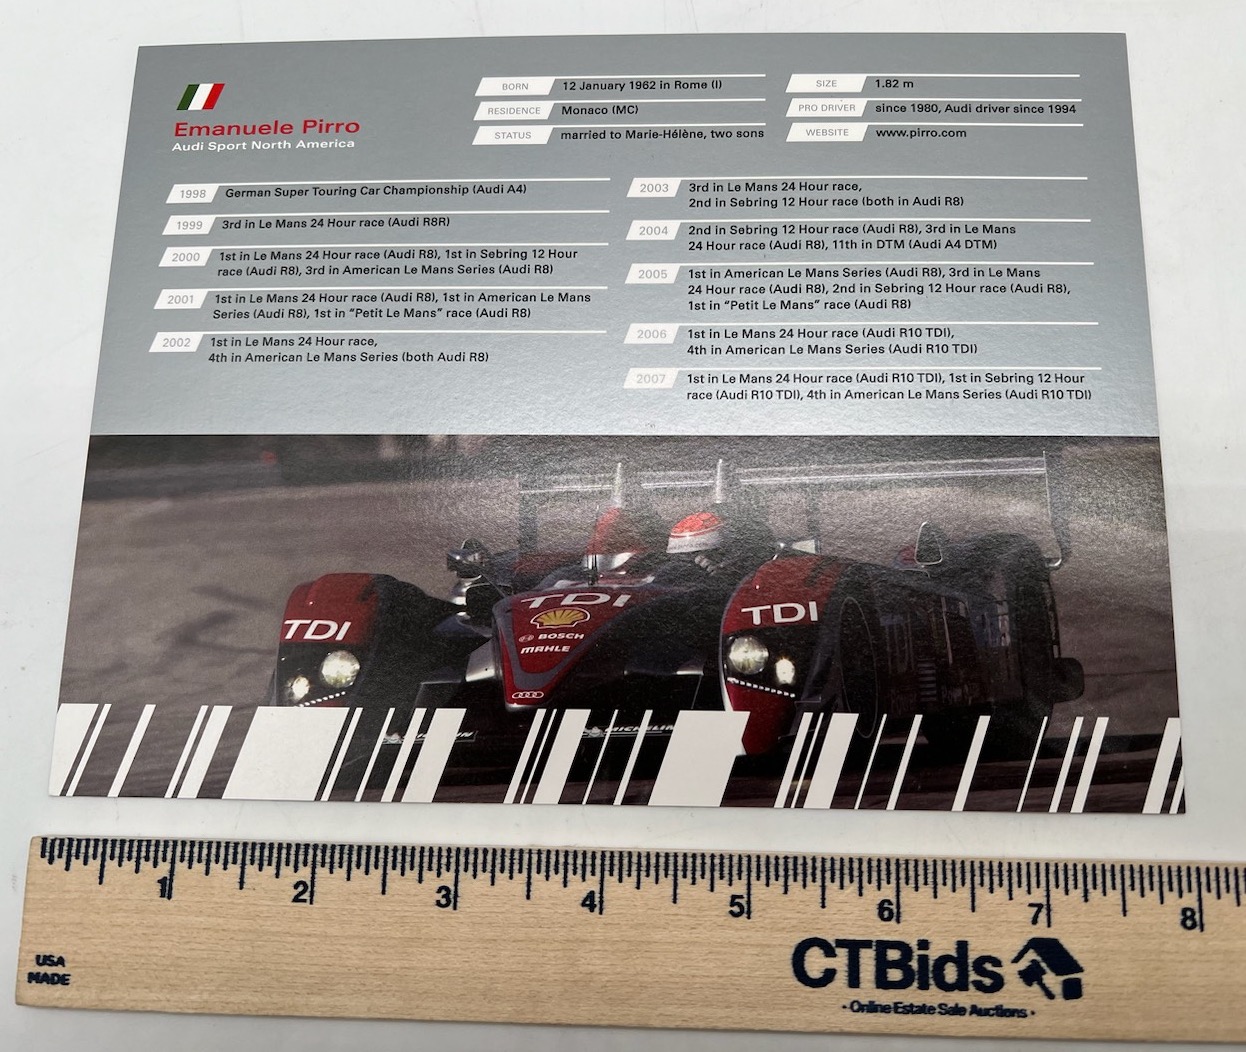 Emanuele Pirro
Audi Sport North America
BORN 12 January 1962 in Rome (I)
RESIDENCE Monaco (MC)
STATUS married to Marie-Hélène, two sons
SIZE 1.82 m
PRO DRIVER since 1980, Audi driver since 1994
WEBSITE www.pirro.com
1998 German Super Touring Car Championship (Audi A4)
1999 3rd in Le Mans 24 Hour race (Audi R8R)
2000 1st in Le Mans 24 Hour race (Audi R8), 1st in Sebring 12 Hour
race (Audi R8), 3rd in American Le Mans Series (Audi R8)
2001 1st in Le Mans 24 Hour race (Audi R8), 1st in American Le Mans
Series (Audi R8), 1st in “Petit Le Mans” race (Audi R8)
2002 1st in Le Mans 24 Hour race,
4th in American Le Mans Series (both Audi R8)
2003 3rd in Le Mans 24 Hour race,
2nd in Sebring 12 Hour race (both in Audi R8)
2004 2nd in Sebring 12 Hour race (Audi R8), 3rd in Le Mans
24 Hour race (Audi R8), 11th in DTM (Audi A4 DTM)
2005 1st in American Le Mans Series (Audi R8), 3rd in Le Mans
24 Hour race (Audi R8), 2nd in Sebring 12 Hour race (Audi R8),
1st in “Petit Le Mans” race (Audi R8)
2006 1st in Le Mans 24 Hour race (Audi R10 TDI),
4th in American Le Mans Series (Audi R10 TDI)
2007 1st in Le Mans 24 Hour race (Audi R10 TDI), 1st in Sebring 12 Hour
race (Audi R10 TDI), 4th in American Le Mans Series (Audi R10 TDI)
TDI
TDI
TDI
BOSCH
MAHLE
MICHELIN
1 2 3 4 5 6 7 8
USA
MADE
CTBids
· Online Estate Sale Auctions ·